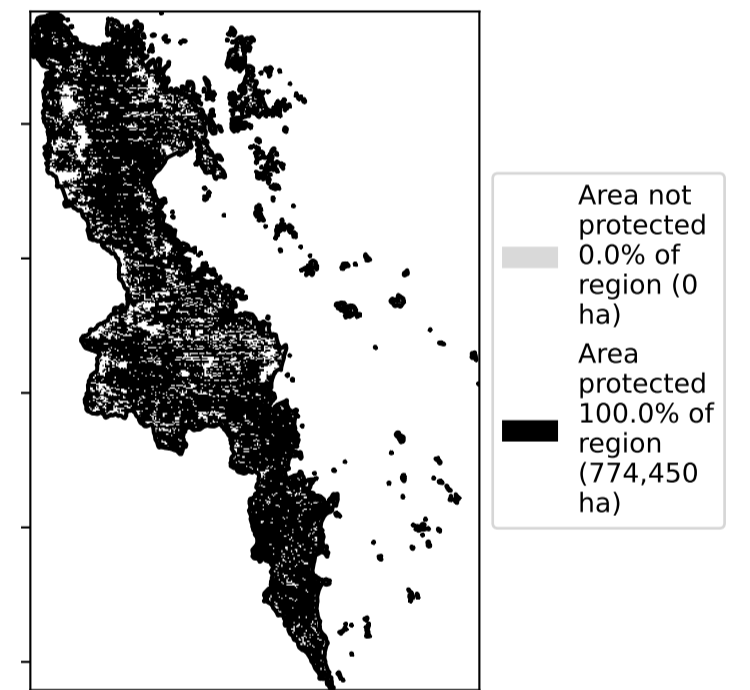 Area not
protected
0.0% of
region (0
ha)
Area
protected
100.0% of
region
(774,450
ha)